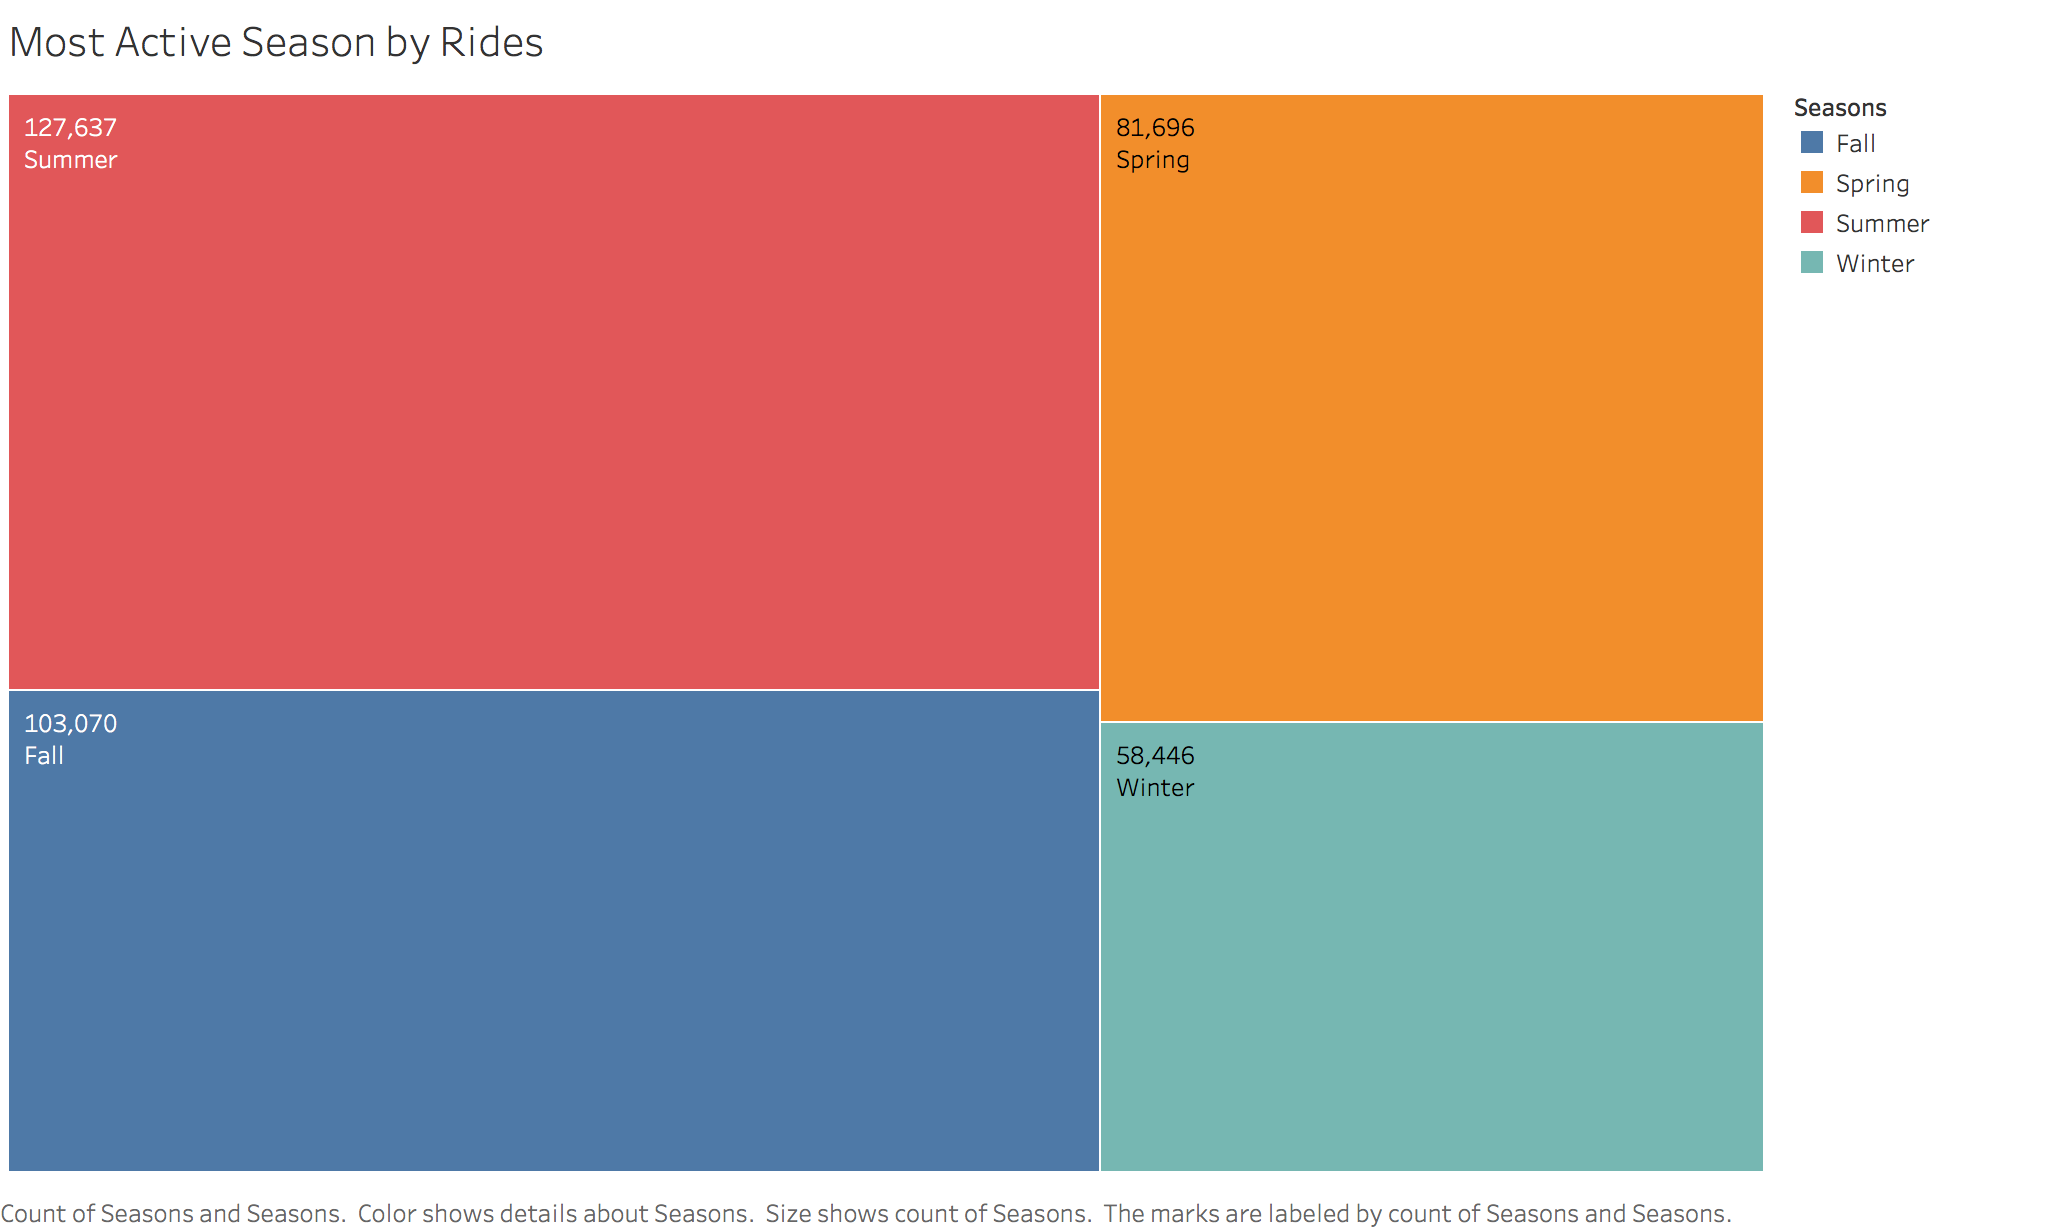 Most Active Season by Rides
127,637
Summer
81,696
Spring
103,070
Fall
58,446
Winter
Seasons
Fall
Spring
Summer
Winter
Count of Seasons and Seasons.  Color shows details about Seasons.  Size shows count of Seasons.  The marks are labeled by count of Seasons and Seasons.